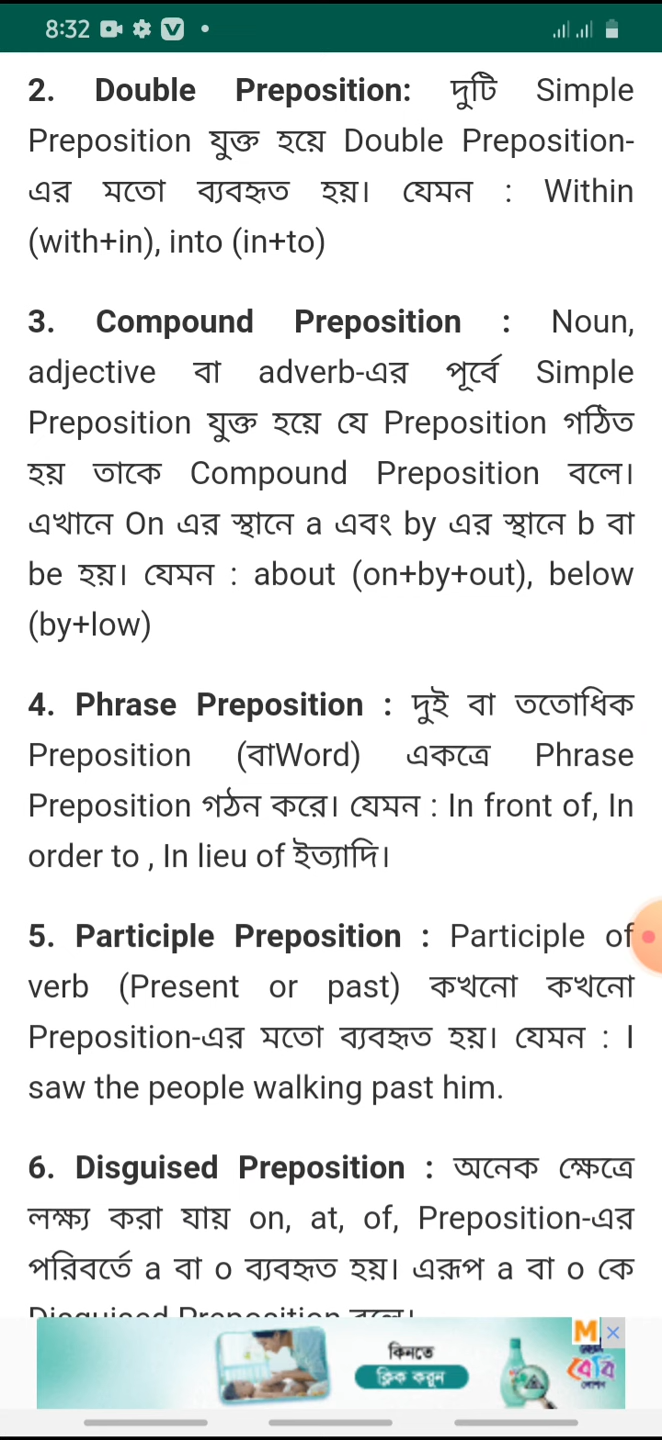 8:32
2. Double Preposition: দুটি Simple
Preposition যুক্ত হয়ে Double Preposition-
এর মতো ব্যবহৃত হয়। যেমন : Within
(with+in), into (in+to)
3. Compound Preposition : Noun,
adjective বা adverb-এর পূর্বে Simple
Preposition যুক্ত হয়ে যে Preposition গঠিত
হয় তাকে Compound Preposition বলে।
এখানে On এর স্থানে a এবং by এর স্থানে b বা
be হয়। যেমন : about (on+by+out), below
(by+low)
4. Phrase Preposition : দুই বা ততোধিক
Preposition (বাWord) একত্রে Phrase
Preposition গঠন করে। যেমন : In front of, In
order to , In lieu of ইত্যাদি।
5. Participle Preposition : Participle of
verb (Present or past) কখনো কখনো
Preposition-এর মতো ব্যবহৃত হয়। যেমন : I
saw the people walking past him.
6. Disguised Preposition : অনেক ক্ষেত্রে
লক্ষ্য করা যায় on, at, of, Preposition-এর
পরিবর্তে a বা o ব্যবহৃত হয়। এরূপ a বা o কে
Disguised Preposition বলে।
কিনতে
ক্লিক করুন
M
বেবি